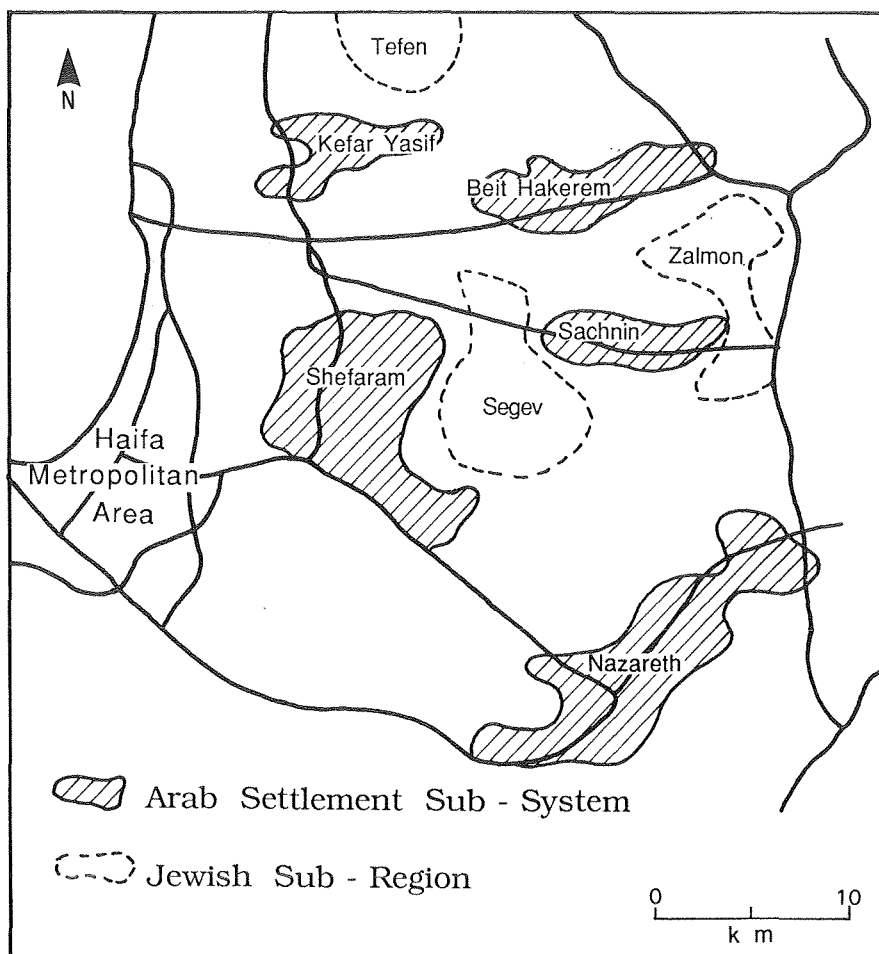 Tefen
N
Kefar Yasif
Beit Hakerem
Zalmon
Sachnin
Shefaram
Segev
Haifa
Metropolitan
Area
Nazareth
Arab Settlement Sub - System
Jewish Sub - Region
0 10
k m